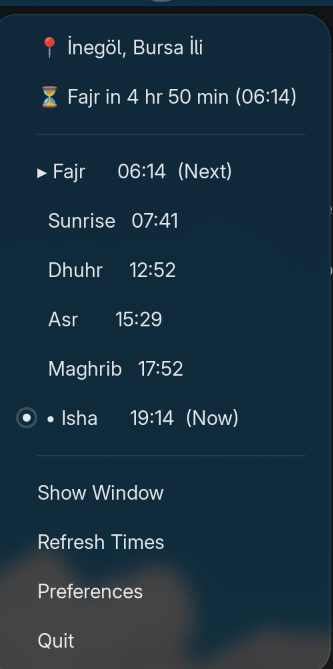 📍 İnegöl, Bursa İli
⏳ Fajr in 4 hr 50 min (06:14)
▸ Fajr 06:14 (Next)
Sunrise 07:41
Dhuhr 12:52
Asr 15:29
Maghrib 17:52
• Isha 19:14 (Now)
Show Window
Refresh Times
Preferences
Quit